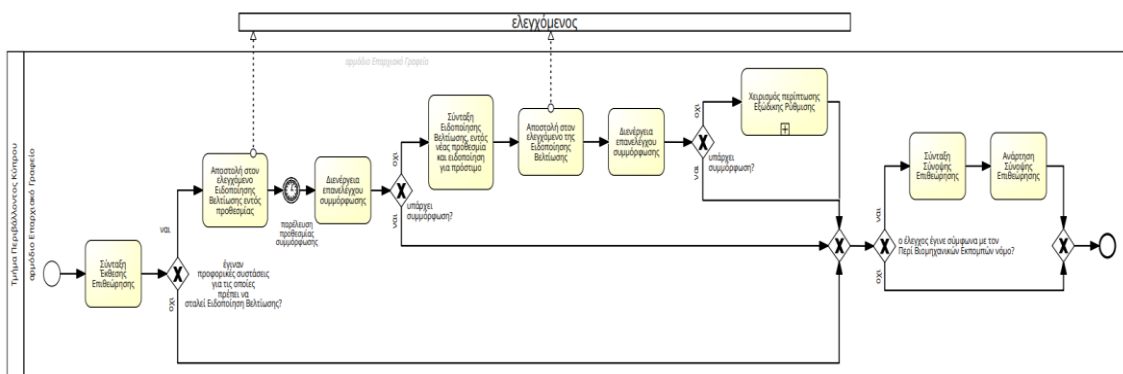 ελεγχόμενος
Τμήμα Περιβάλλοντος Κύπρου
αρμόδιο Επαρχιακό Γραφείο
αρμόδιο Επαρχιακό Γραφείο
Σύνταξη
Έκθεσης
Επιθεώρησης
έγιναν
προφορικές συστάσεις
για τις οποίες
πρέπει να
σταλεί Ειδοποίηση Βελτίωσης?
ναι
όχι
Αποστολή στον
ελεγχόμενο
Ειδοποίησης
Βελτίωσης εντός
προθεσμίας
παρέλευση
προθεσμίας
συμμόρφωσης
Διενέργεια
επανελέγχου
συμμόρφωσης
υπάρχει
συμμόρφωση?
όχι
ναι
Σύνταξη
Ειδοποίησης
Βελτίωσης, εντός
νέας προθεσμία
και ειδοποίηση
για πρόστιμο
Αποστολή στον
ελεγχόμενο της
Ειδοποίησης
Βελτίωσης
Διενέργεια
επανελέγχου
συμμόρφωσης
υπάρχει
συμμόρφωση?
όχι
ναι
Χειρισμός περίπτωσης
Εξώδικης Ρύθμισης
ο έλεγχος έγινε σύμφωνα με τον
Περί Βιομηχανικών Εκπομπών νόμο?
ναι
όχι
Σύνταξη
Σύνοψης
Επιθεώρησης
Ανάρτηση
Σύνοψης
Επιθεώρησης